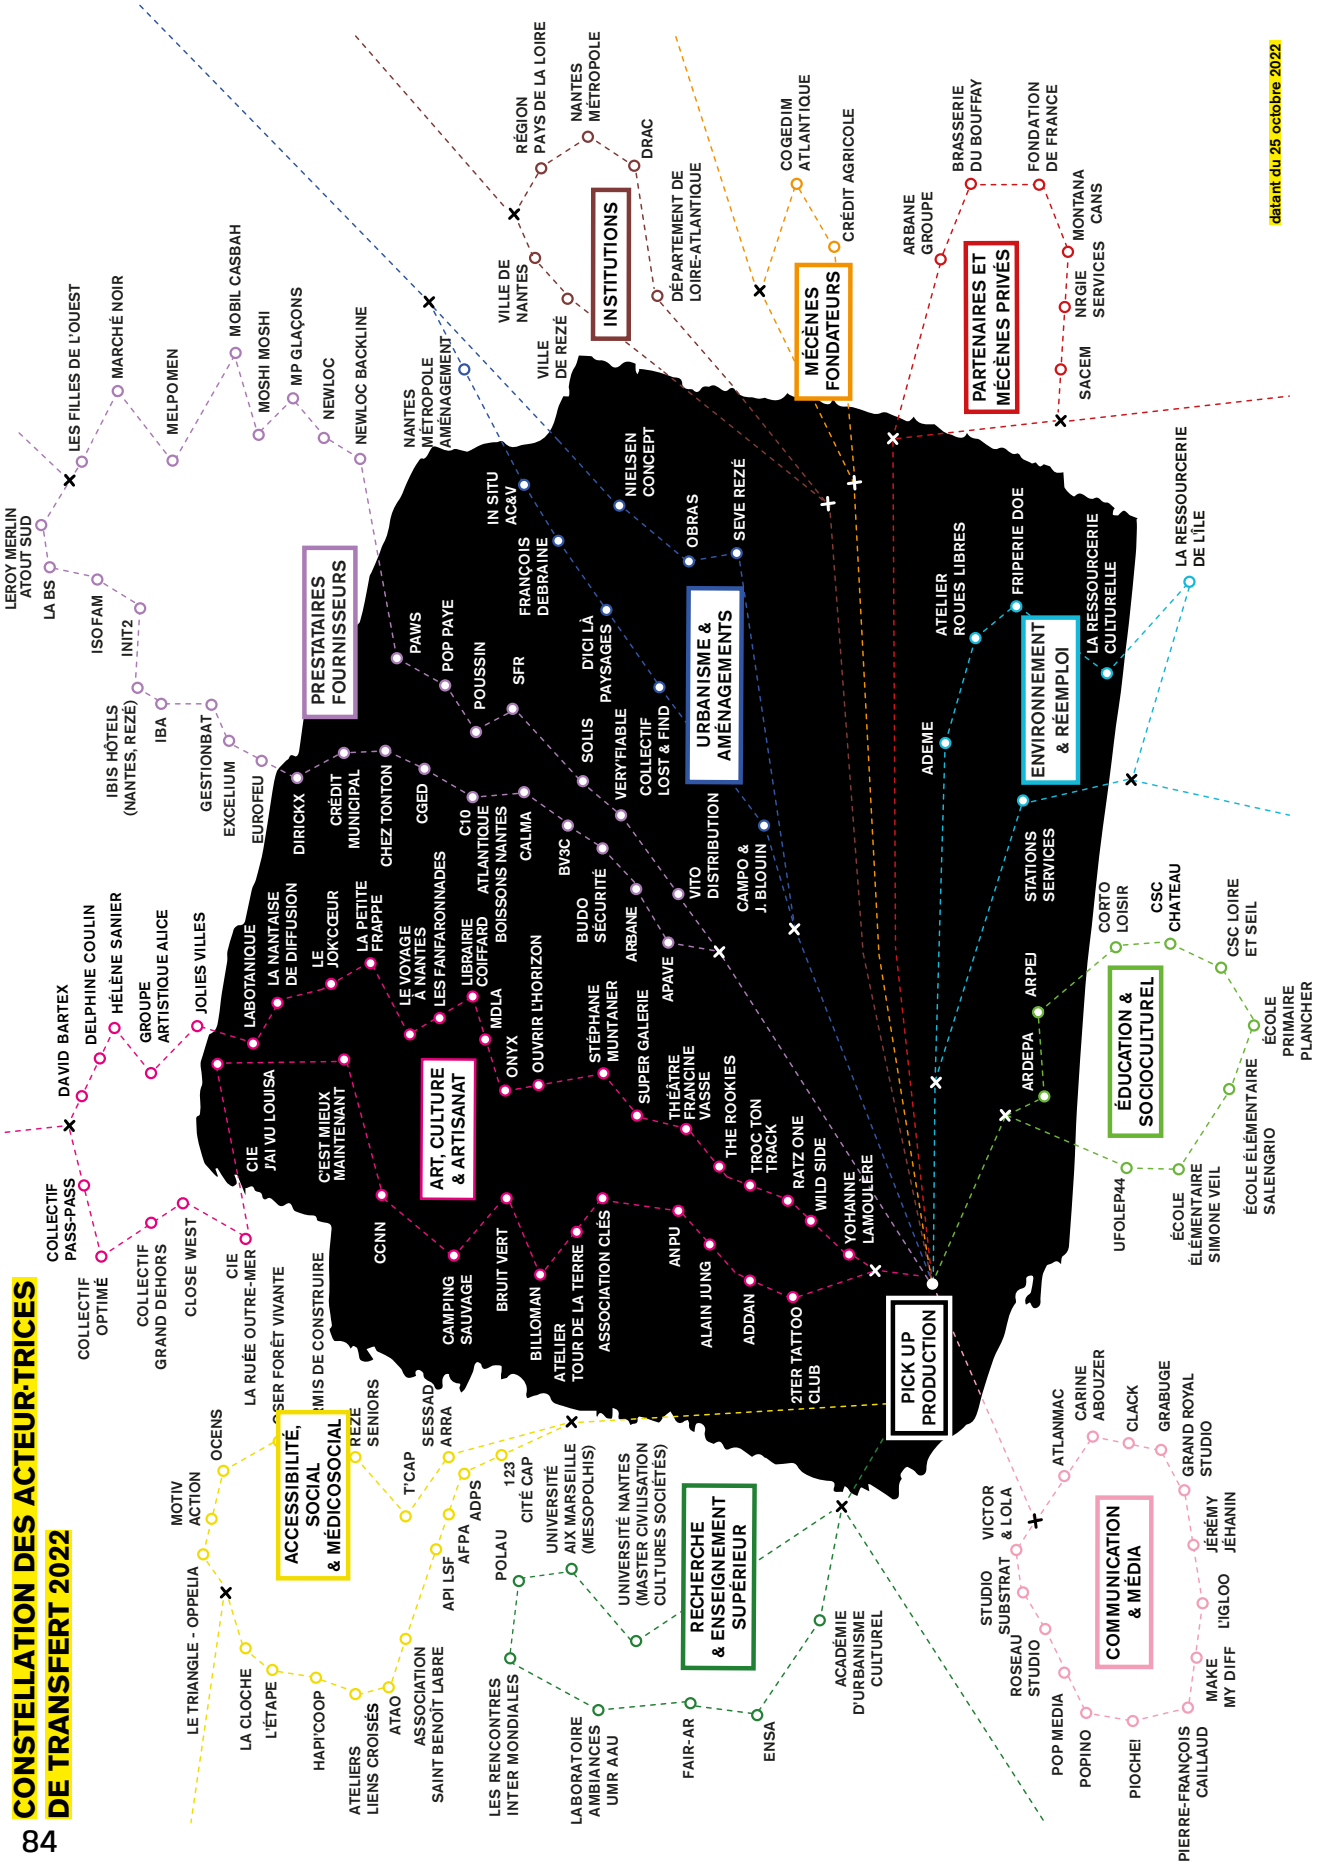 CONSTELLATION DES ACTEUR·TRICES
DE TRANSFERT 2022
84
datant du 25 octobre 2022
PICK UP
PRODUCTION
ACCESSIBILITÉ,
SOCIAL
& MÉDICOSOCIAL
LE TRIANGLE - OPPELIA
MOTIV
ACTION
OCENS
OSER FORÊT VIVANTE
RMIS DE CONSTRUIRE
REZÉ
SENIORS
T'CAP
SESSAD
ARRA
123
CITÉ CAP
ADPS
AFPA
API LSF
ASSOCIATION
SAINT BENOÎT LABRE
ATAO
ATELIERS
LIENS CROISÉS
HAPI'COOP
L'ÉTAPE
LA CLOCHE
RECHERCHE
& ENSEIGNEMENT
SUPÉRIEUR
POLAU
UNIVERSITÉ
AIX MARSEILLE
(MESOPOLHIS)
UNIVERSITÉ NANTES
(MASTER CIVILISATION
CULTURES SOCIÉTÉS)
LES RENCONTRES
INTER MONDIALES
LABORATOIRE
AMBIANCES
UMR AAU
FAIR-AR
ENSA
ACADÉMIE
D'URBANISME
CULTUREL
COMMUNICATION
& MÉDIA
VICTOR
& LOLA
STUDIO
SUBSTRAT
ROSEAU
STUDIO
POP MEDIA
POPINO
PIOCHE!
PIERRE-FRANÇOIS
CAILLAUD
MAKE
MY DIFF
L'IGLOO
JÉRÉMY
JÉHANIN
GRAND ROYAL
STUDIO
GRABUGE
CLACK
CARINE
ABOUZER
ATLANMAC
ART, CULTURE
& ARTISANAT
COLLECTIF
PASS-PASS
COLLECTIF
OPTIMÉ
COLLECTIF
GRAND DEHORS
CLOSE WEST
CIE
LA RUÉE OUTRE-MER
CIE
J'AI VU LOUISA
C'EST MIEUX
MAINTENANT
CCNN
CAMPING
SAUVAGE
BRUIT VERT
BILLOMAN
ATELIER
TOUR DE LA TERRE
ASSOCIATION CLÉS
ANPU
ALAIN JUNG
ADDAN
2TER TATTOO
CLUB
DAVID BARTEX
DELPHINE COULIN
HÉLÈNE SANIER
GROUPE
ARTISTIQUE ALICE
JOLIES VILLES
LABOTANIQUE
LA NANTAISE
DE DIFFUSION
LE
JOK'CŒUR
LA PETITE
FRAPPE
LE VOYAGE
À NANTES
LES FANFARONNADES
LIBRAIRIE
COIFFARD
MDLA
ONYX
OUVRIR L'HORIZON
STÉPHANE
MUNTANER
SUPER GALERIE
THÉÂTRE
FRANCINE
VASSE
THE ROOKIES
TROC TON
TRACK
RATZ ONE
WILD SIDE
YOHANNE
LAMOULÈRE
PRESTATAIRES
FOURNISSEURS
LEROY MERLIN
ATOUT SUD
LA BS
ISOFAM
INIT2
IBIS HÔTELS
(NANTES, REZÉ)
IBA
GESTIONBAT
EXCELIUM
EUROFEU
DIRICKX
CRÉDIT
MUNICIPAL
CHEZ TONTON
CGED
C10
ATLANTIQUE
BOISSONS NANTES
CALMA
BV3C
BUDO
SÉCURITÉ
ARBANE
APAVE
LES FILLES DE L'OUEST
MARCHÉ NOIR
MELPOMEN
MOBIL CASBAH
MOSHI MOSHI
MP GLAÇONS
NEWLOC
NEWLOC BACKLINE
PAWS
POP PAYE
POUSSIN
SFR
SOLIS
VERY'FIABLE
VITO
DISTRIBUTION
URBANISME &
AMÉNAGEMENTS
NANTES
MÉTROPOLE
AMÉNAGEMENT
IN SITU
AC&V
FRANÇOIS
DEBRAINE
D'ICI LÀ
PAYSAGES
COLLECTIF
LOST & FIND
CAMPO &
J. BLOUIN
NIELSEN
CONCEPT
OBRAS
SEVE REZÉ
INSTITUTIONS
VILLE DE
NANTES
VILLE
DE REZÉ
RÉGION
PAYS DE LA LOIRE
NANTES
MÉTROPOLE
DRAC
DÉPARTEMENT DE
LOIRE-ATLANTIQUE
MÉCÈNES
FONDATEURS
COGEDIM
ATLANTIQUE
CRÉDIT AGRICOLE
PARTENAIRES ET
MÉCÈNES PRIVÉS
ARBANE
GROUPE
BRASSERIE
DU BOUFFAY
FONDATION
DE FRANCE
MONTANA
CANS
NRGIE
SERVICES
SACEM
ENVIRONNEMENT
& RÉEMPLOI
ADEME
ATELIER
ROUES LIBRES
FRIPERIE DOE
LA RESSOURCERIE
CULTURELLE
LA RESSOURCERIE
DE L'ÎLE
STATIONS
SERVICES
ÉDUCATION &
SOCIOCULTUREL
ARDEPA
ARPEJ
CORTO
LOISIR
CSC
CHATEAU
CSC LOIRE
ET SEIL
ÉCOLE
PRIMAIRE
PLANCHER
ÉCOLE ÉLÉMENTAIRE
SALENGRIO
ÉCOLE
ÉLÉMENTAIRE
SIMONE VEIL
UFOLEP44